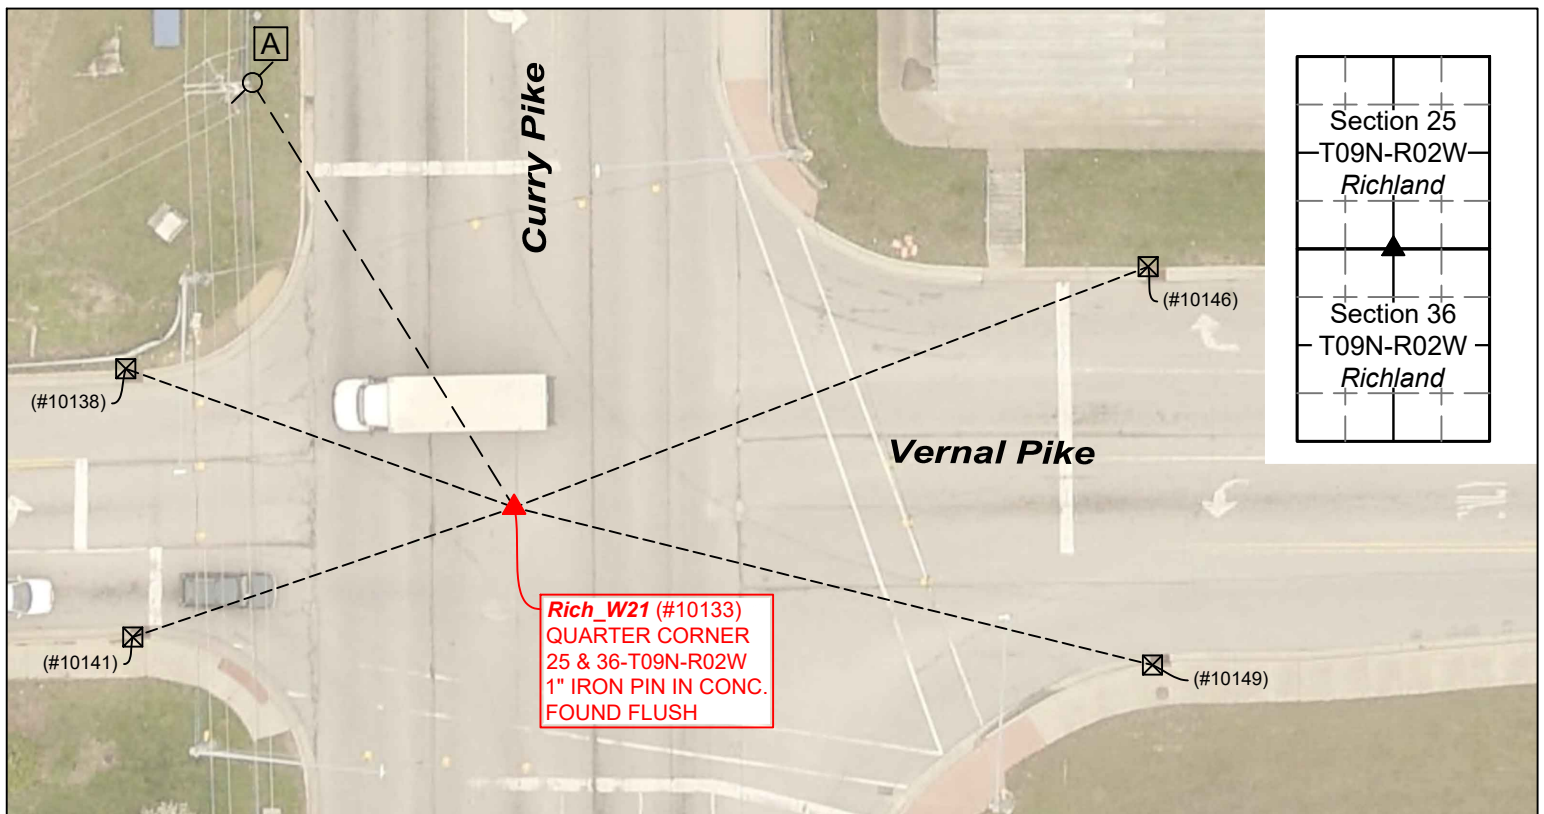 A
Curry Pike
Section 25
T09N-R02W
Richland
(#10146)
Section 36
T09N-R02W
Richland
(#10138)
Vernal Pike
Rich_W21 (#10133)
QUARTER CORNER
25 & 36-T09N-R02W
1" IRON PIN IN CONC.
FOUND FLUSH
(#10141)
(#10149)